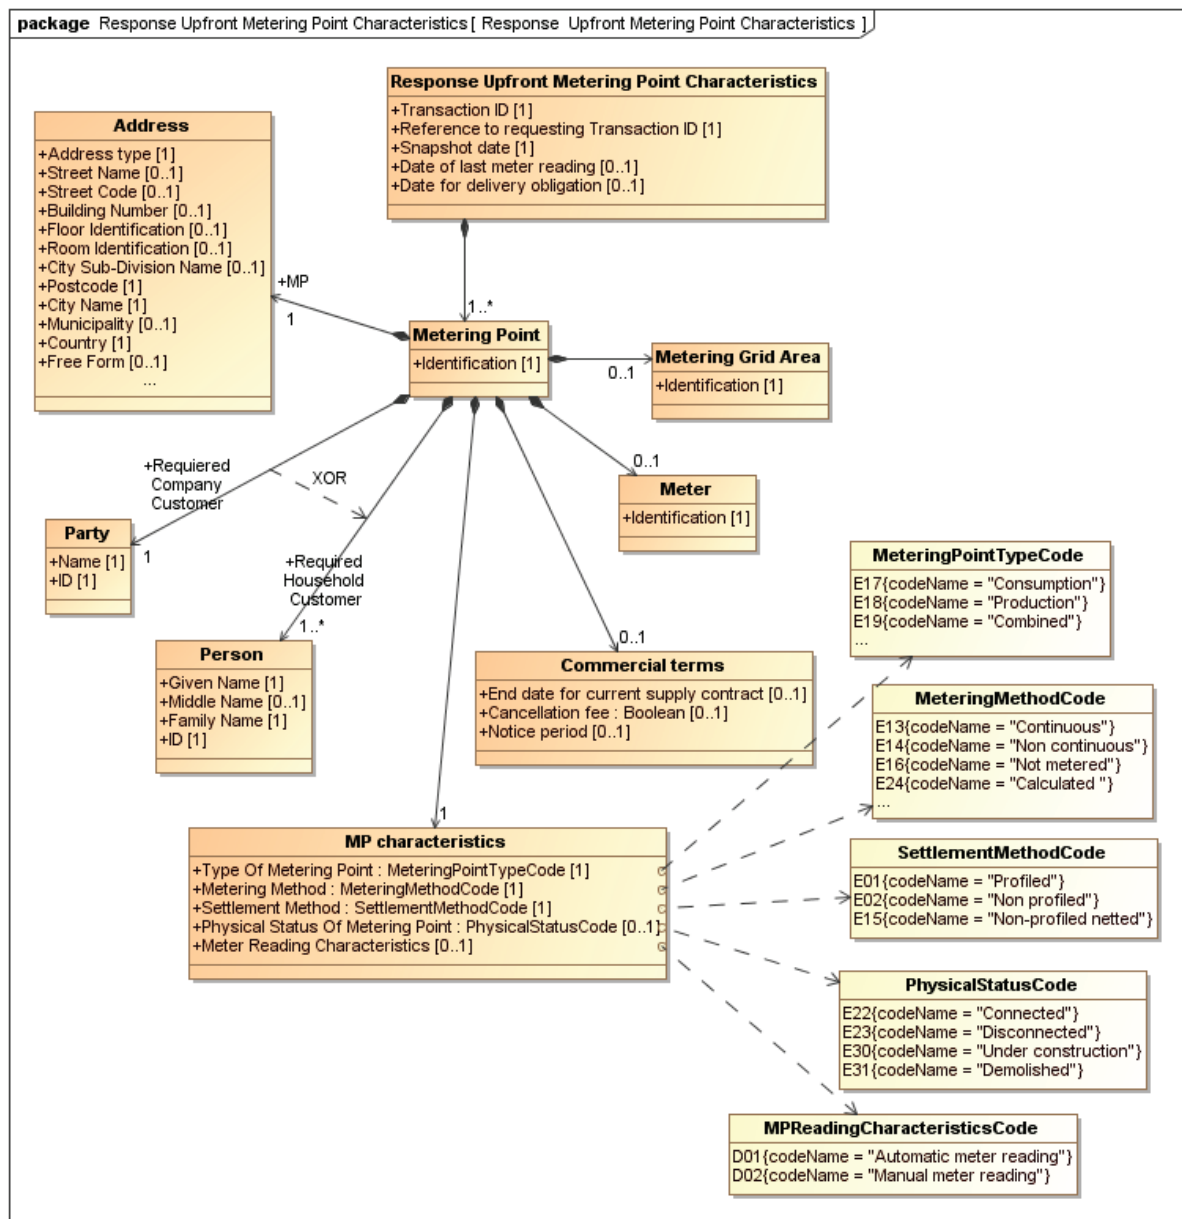 package Response Upfront Metering Point Characteristics [ Response Upfront Metering Point Characteristics ]
Response Upfront Metering Point Characteristics
+Transaction ID [1]
+Reference to requesting Transaction ID [1]
+Snapshot date [1]
+Date of last meter reading [0..1]
+Date for delivery obligation [0..1]
Address
+Address type [1]
+Street Name [0..1]
+Street Code [0..1]
+Building Number [0..1]
+Floor Identification [0..1]
+Room Identification [0..1]
+City Sub-Division Name [0..1]
+Postcode [1]
+City Name [1]
+Municipality [0..1]
+Country [1]
+Free Form [0..1]
...
+MP
1
1..*
Metering Point
+Identification [1]
0..1
Metering Grid Area
+Identification [1]
0..1
Meter
+Identification [1]
+Requiered
Company
Customer
1
XOR
Party
+Name [1]
+ID [1]
+Required
Household
Customer
1..*
Person
+Given Name [1]
+Middle Name [0..1]
+Family Name [1]
+ID [1]
0..1
Commercial terms
+End date for current supply contract [0..1]
+Cancellation fee : Boolean [0..1]
+Notice period [0..1]
1
MP characteristics
+Type Of Metering Point : MeteringPointTypeCode [1]
+Metering Method : MeteringMethodCode [1]
+Settlement Method : SettlementMethodCode [1]
+Physical Status Of Metering Point : PhysicalStatusCode [0..1]
+Meter Reading Characteristics [0..1]
MeteringPointTypeCode
E17{codeName = "Consumption"}
E18{codeName = "Production"}
E19{codeName = "Combined"}
...
MeteringMethodCode
E13{codeName = "Continuous"}
E14{codeName = "Non continuous"}
E16{codeName = "Not metered"}
E24{codeName = "Calculated "}
...
SettlementMethodCode
E01{codeName = "Profiled"}
E02{codeName = "Non profiled"}
E15{codeName = "Non-profiled netted"}
PhysicalStatusCode
E22{codeName = "Connected"}
E23{codeName = "Disconnected"}
E30{codeName = "Under construction"}
E31{codeName = "Demolished"}
MPReadingCharacteristicsCode
D01{codeName = "Automatic meter reading"}
D02{codeName = "Manual meter reading"}